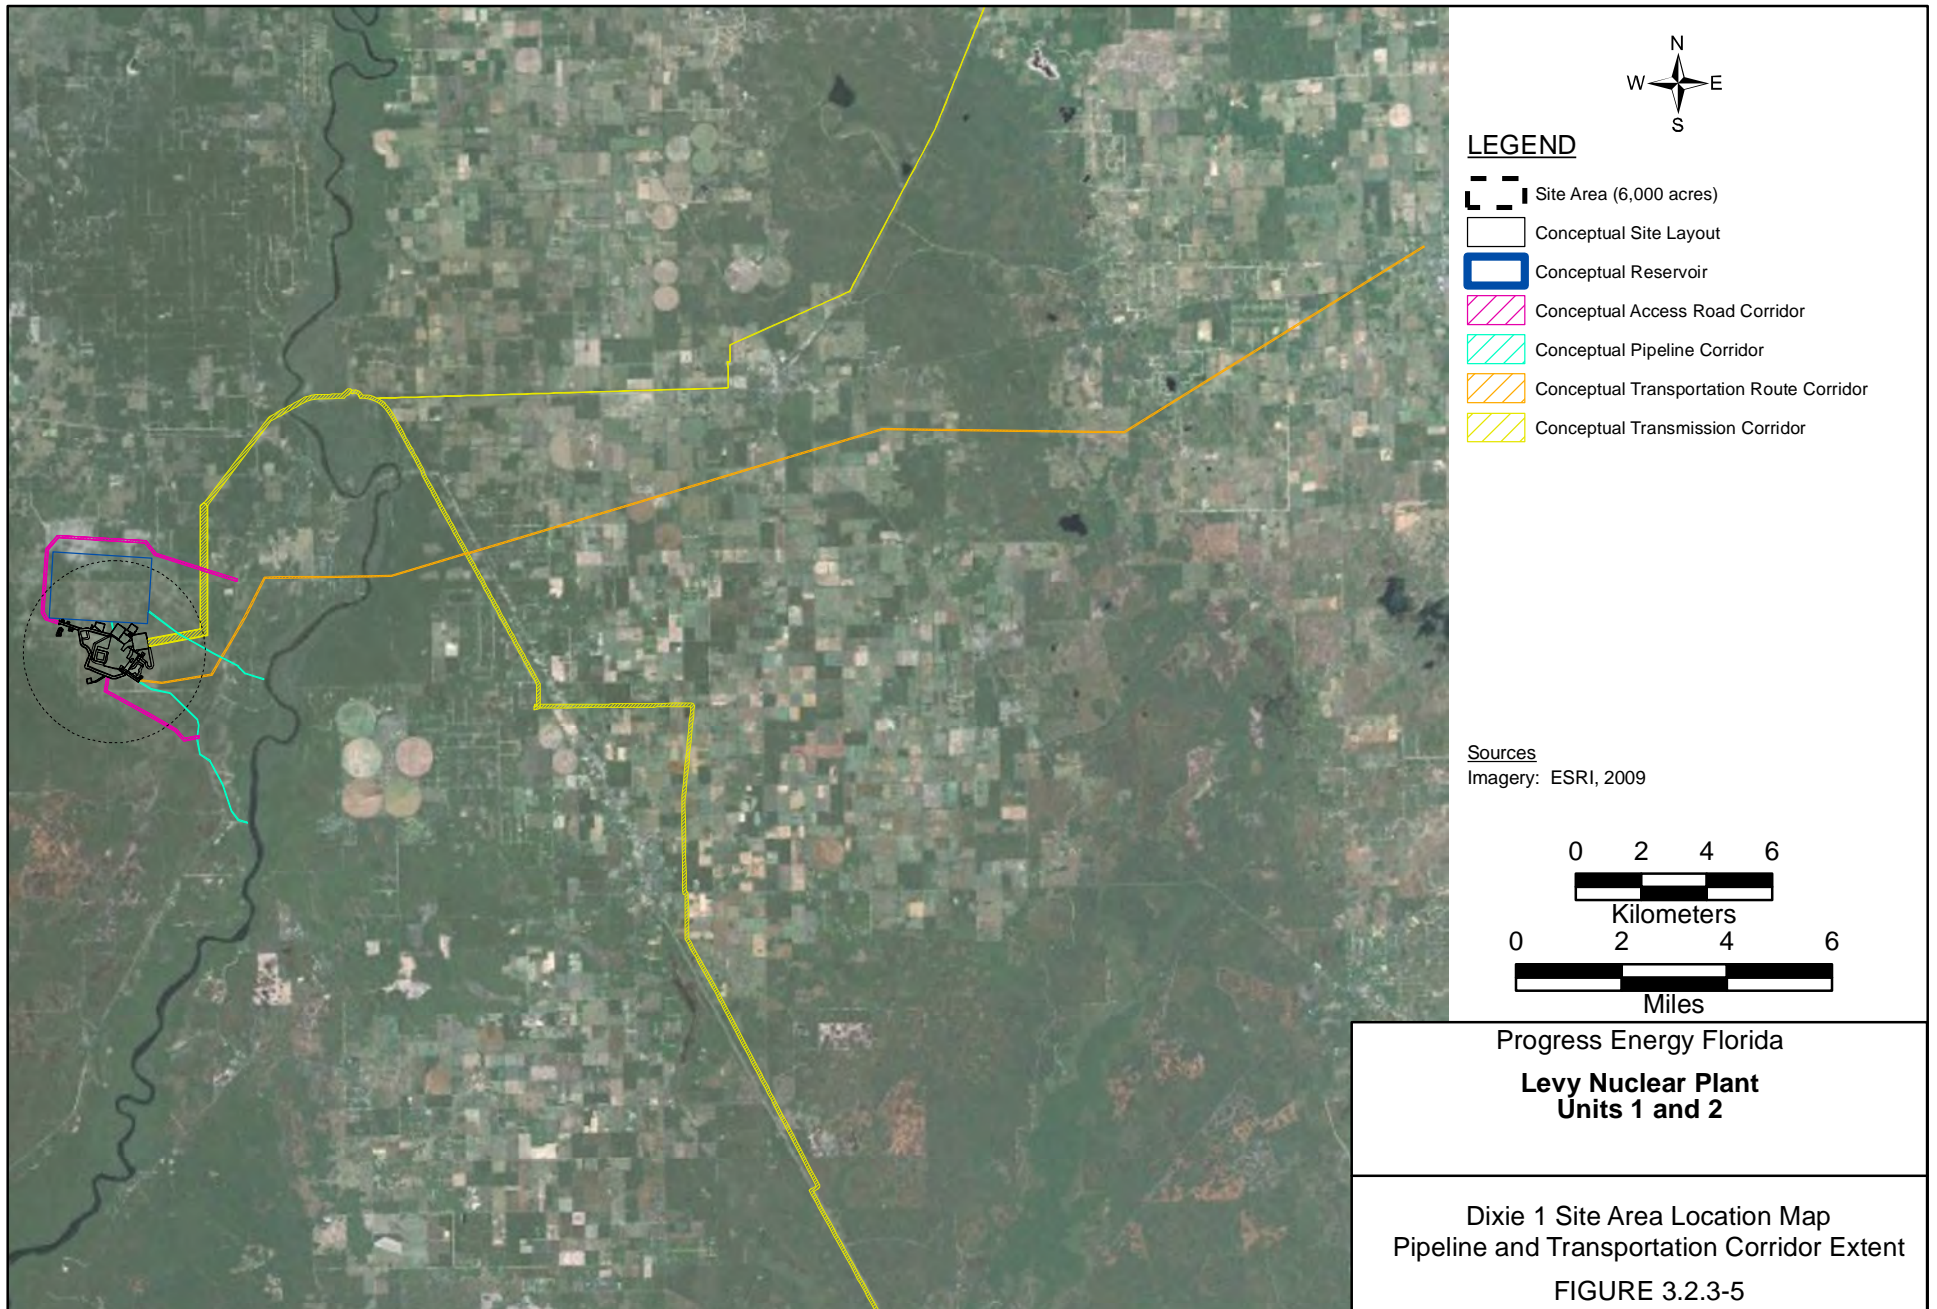 N
W E
S
LEGEND
Site Area (6,000 acres)
Conceptual Site Layout
Conceptual Reservoir
Conceptual Access Road Corridor
Conceptual Pipeline Corridor
Conceptual Transportation Route Corridor
Conceptual Transmission Corridor
Sources
Imagery: ESRI, 2009
0 2 4 6
Kilometers
0 2 4 6
Miles
Progress Energy Florida
Levy Nuclear Plant
Units 1 and 2
Dixie 1 Site Area Location Map
Pipeline and Transportation Corridor Extent
FIGURE 3.2.3-5